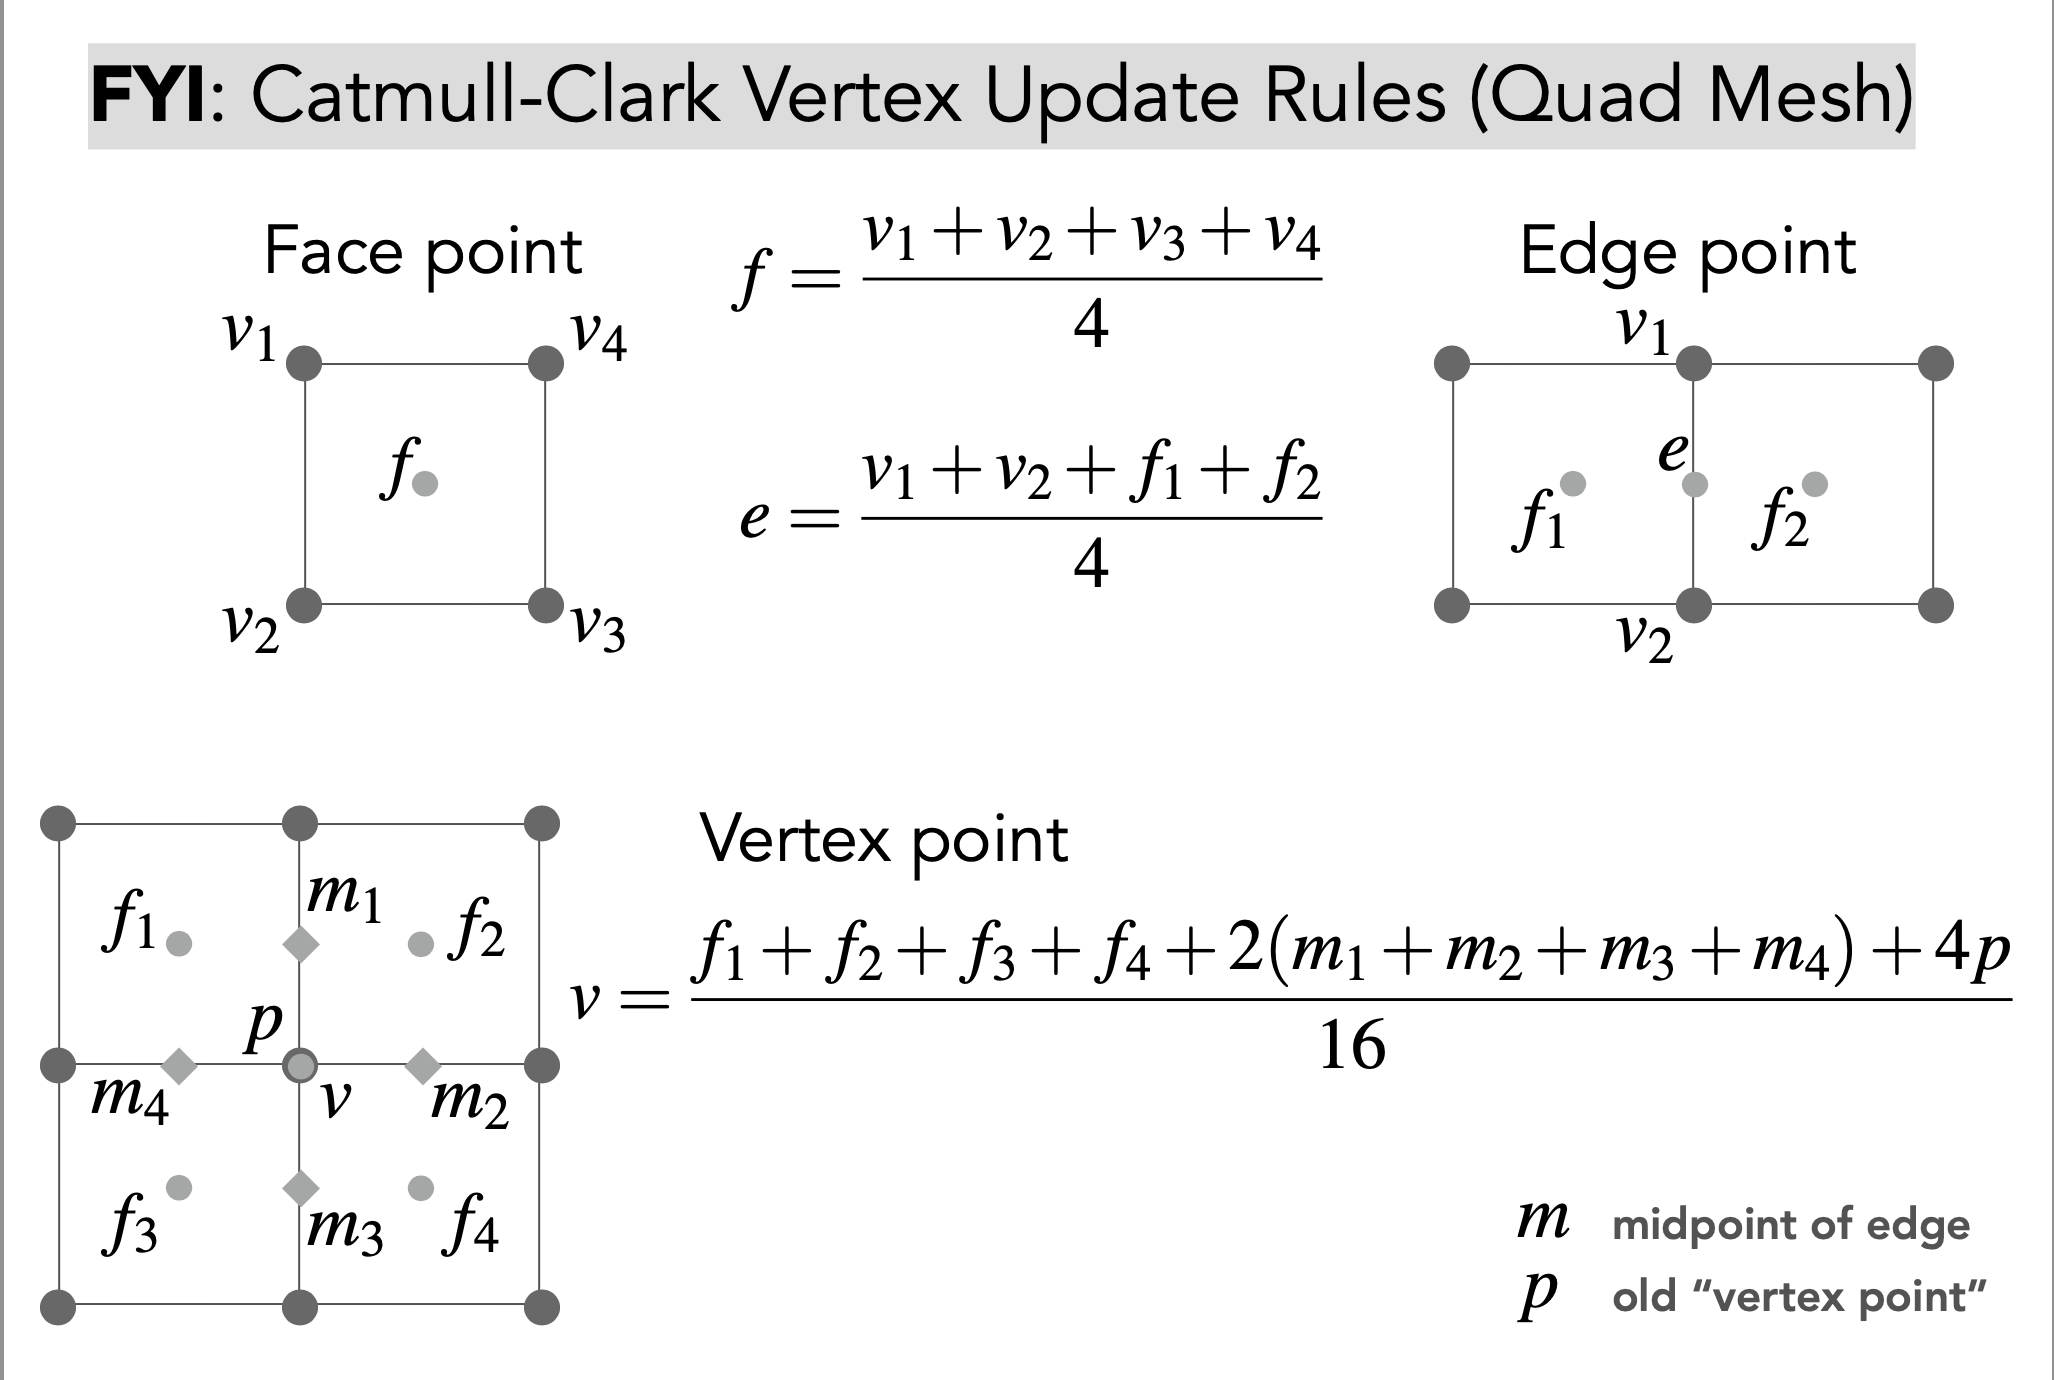 FYI: Catmull-Clark Vertex Update Rules (Quad Mesh)
Face point
f = (v₁ + v₂ + v₃ + v₄) / 4
Edge point
v₁
v₄
f
v₂
v₃
e = (v₁ + v₂ + f₁ + f₂) / 4
v₁
e
f₁
f₂
v₂
Vertex point
v = (f₁ + f₂ + f₃ + f₄ + 2(m₁ + m₂ + m₃ + m₄) + 4p) / 16
f₁
m₁
f₂
p
m₄
v
m₂
f₃
m₃
f₄
m midpoint of edge
p old “vertex point”